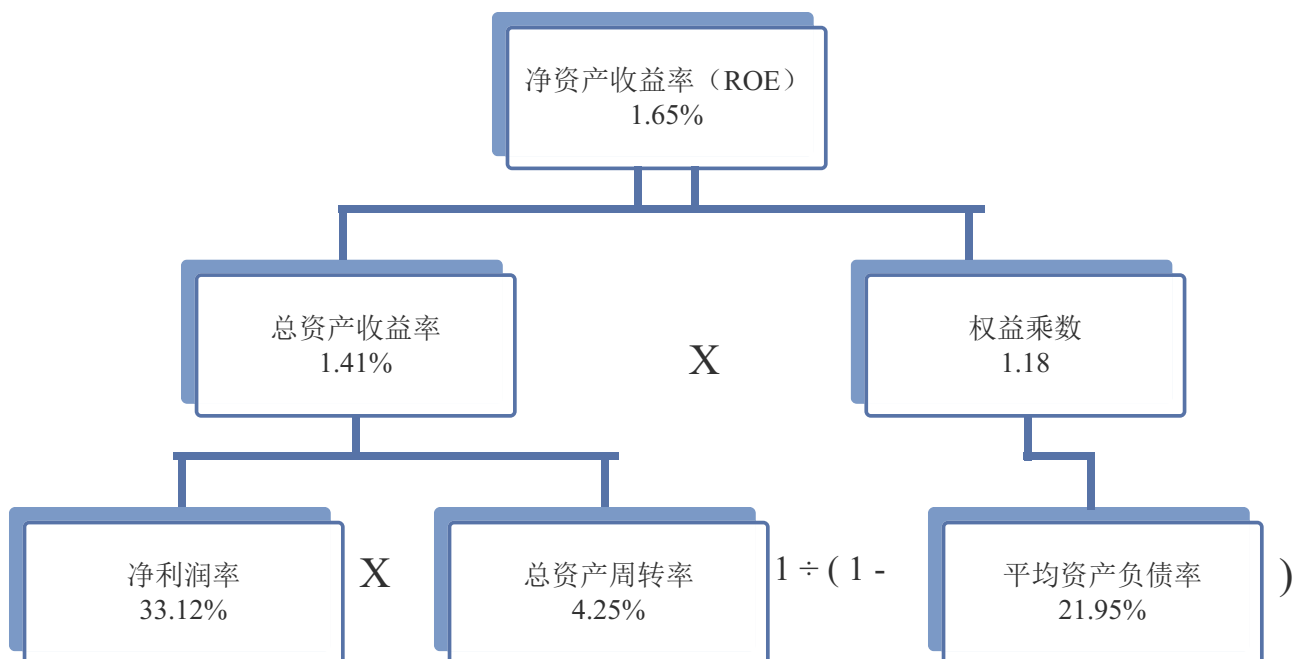 净资产收益率（ROE）
1.65%
总资产收益率
1.41%
X
权益乘数
1.18
净利润率
33.12%
X
总资产周转率
4.25%
1 ÷ ( 1 -
平均资产负债率
21.95%
)